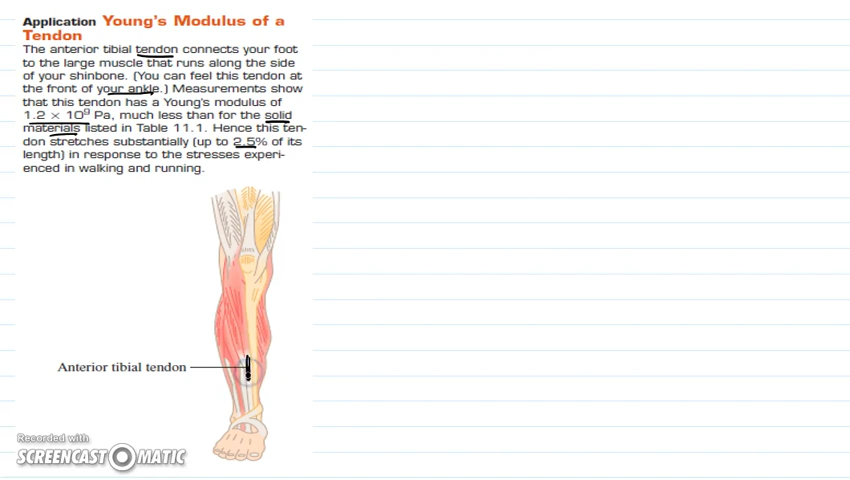 Application Young's Modulus of a
Tendon
The anterior tibial tendon connects your foot
to the large muscle that runs along the side
of your shinbone. (You can feel this tendon at
the front of your ankle.) Measurements show
that this tendon has a Young's modulus of
1.2 × 10⁹ Pa, much less than for the solid
materials listed in Table 11.1. Hence this ten-
don stretches substantially (up to 2.5% of its
length) in response to the stresses experi-
enced in walking and running.
Anterior tibial tendon
Recorded with
SCREENCAST O MATIC